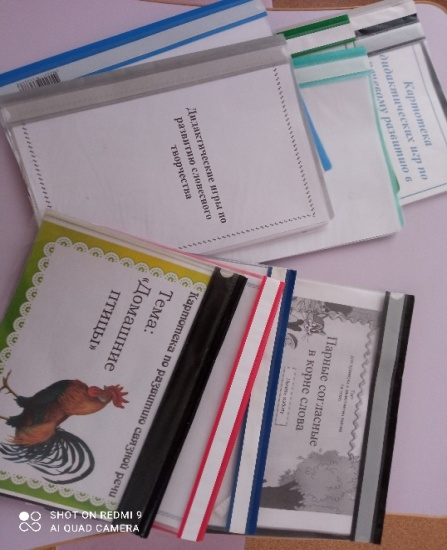 Картотека
дидактических игр по
речевому развитию в
Дидактические игры по
развитию словесного
творчества
Картотека по развитию связной речи
Тема:
«Домашние
птицы»
Парные согласные
в корне слова
SHOT ON REDMI 9
AI QUAD CAMERA